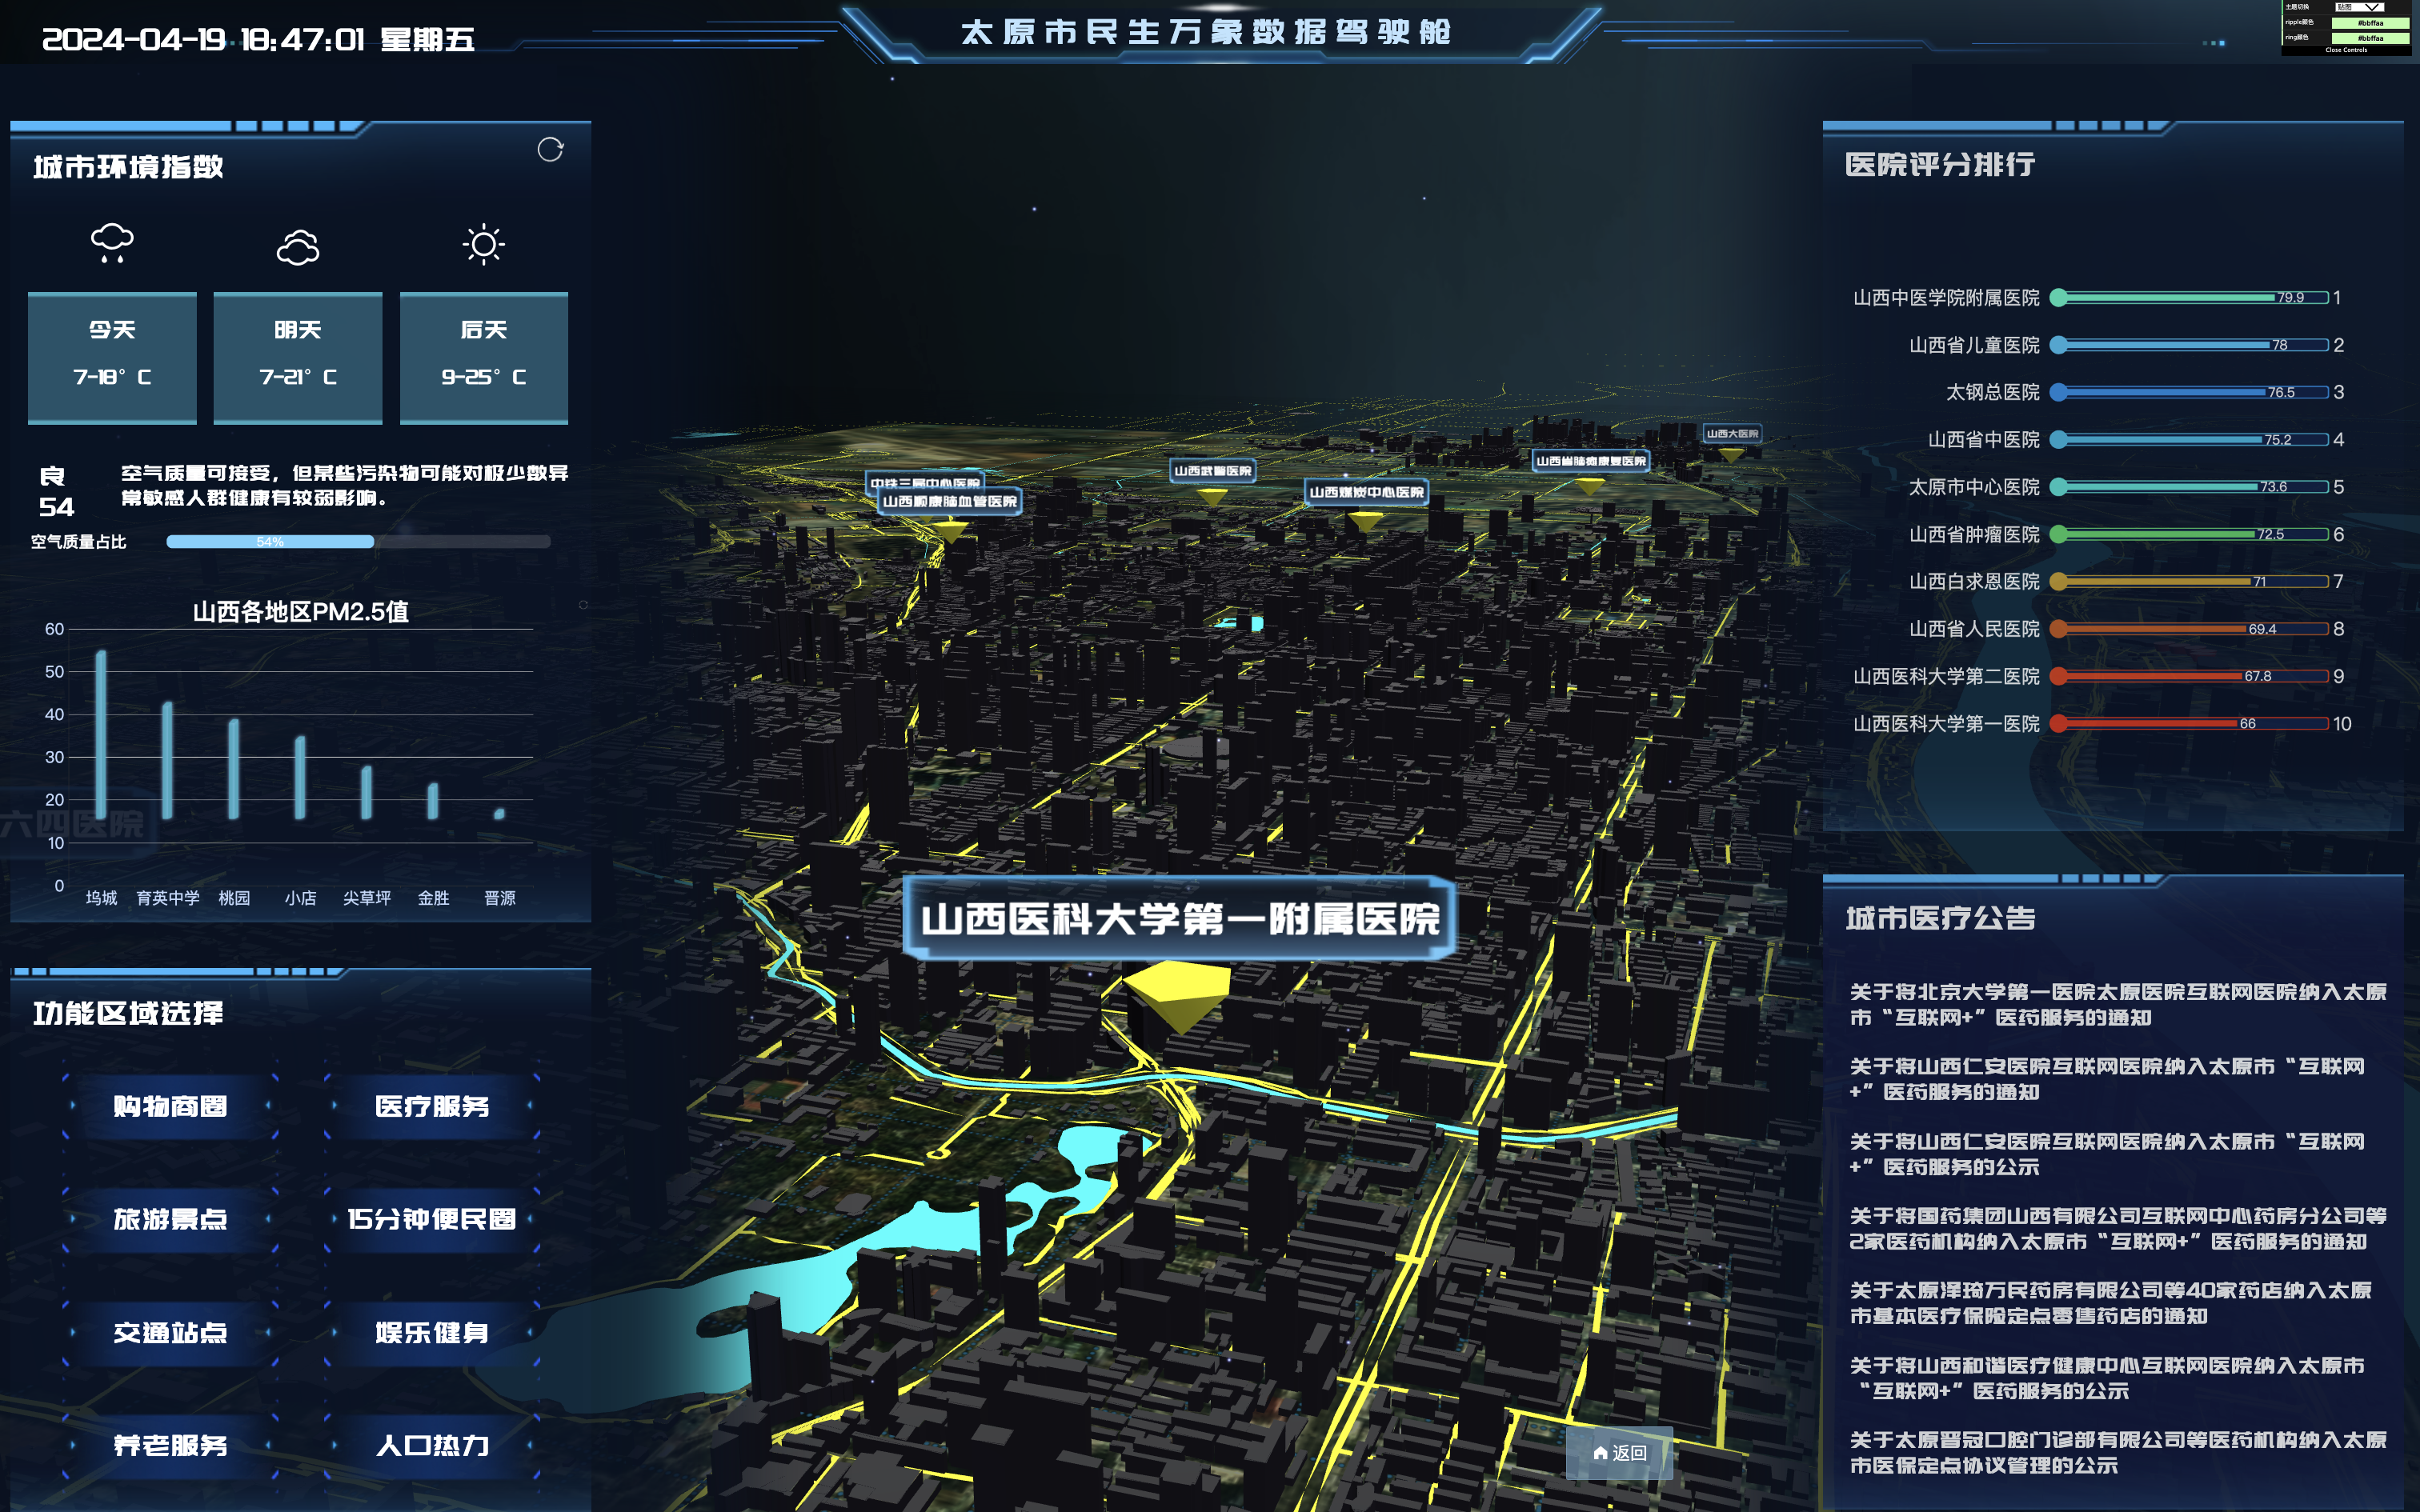 2024-04-19 18:47:01 星期五
太原市民生万象数据驾驶舱
主题切换 贴图
ripple颜色 #bbffaa
ring颜色 #bbffaa
Close Controls
城市环境指数
今天
7-18° C
明天
7-21° C
后天
9-25° C
良
54
空气质量可接受，但某些污染物可能对极少数异
常敏感人群健康有较弱影响。
空气质量占比 54%
山西各地区PM2.5值
60
50
40
30
20
10
0
坞城 育英中学 桃园 小店 尖草坪 金胜 晋源
六四医院
功能区域选择
购物商圈 医疗服务
旅游景点 15分钟便民圈
交通站点 娱乐健身
养老服务 人口热力
中铁三局中心医院
山西顺康脑血管医院
山西武警医院
山西煤炭中心医院
山西省脑瘫康复医院
山西大医院
山西医科大学第一附属医院
返回
医院评分排行
山西中医学院附属医院 79.9 1
山西省儿童医院 78 2
太钢总医院 76.5 3
山西省中医院 75.2 4
太原市中心医院 73.6 5
山西省肿瘤医院 72.5 6
山西白求恩医院 71 7
山西省人民医院 69.4 8
山西医科大学第二医院 67.8 9
山西医科大学第一医院 66 10
城市医疗公告
关于将北京大学第一医院太原医院互联网医院纳入太原
市“互联网+”医药服务的通知
关于将山西仁安医院互联网医院纳入太原市“互联网
+”医药服务的通知
关于将山西仁安医院互联网医院纳入太原市“互联网
+”医药服务的公示
关于将国药集团山西有限公司互联网中心药房分公司等
2家医药机构纳入太原市“互联网+”医药服务的通知
关于太原泽琦万民药房有限公司等40家药店纳入太原
市基本医疗保险定点零售药店的通知
关于将山西和谐医疗健康中心互联网医院纳入太原市
“互联网+”医药服务的公示
关于太原晋冠口腔门诊部有限公司等医药机构纳入太原
市医保定点协议管理的公示